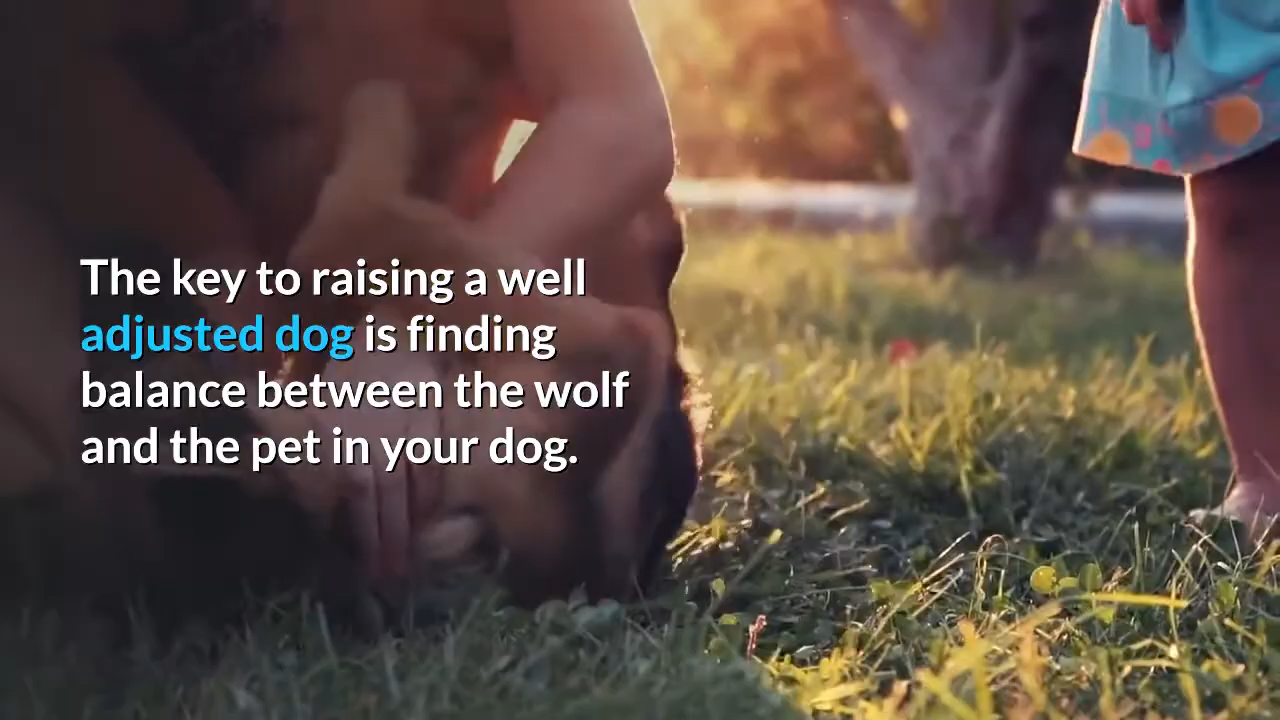 The key to raising a well
adjusted dog is finding
balance between the wolf
and the pet in your dog.